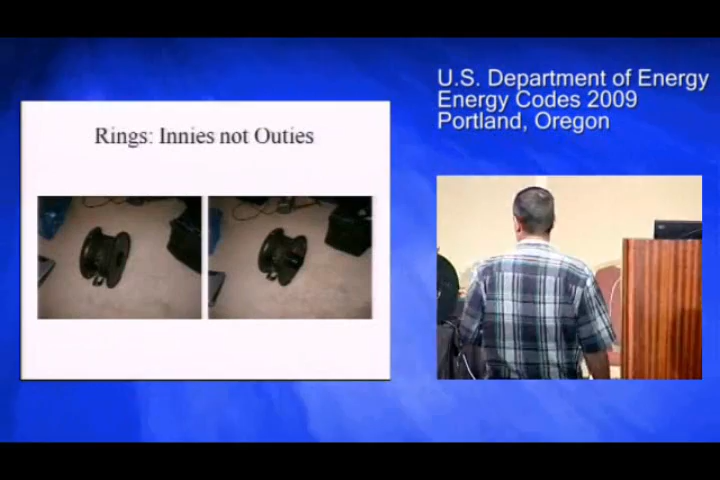 U.S. Department of Energy
Energy Codes 2009
Portland, Oregon
Rings: Innies not Outies